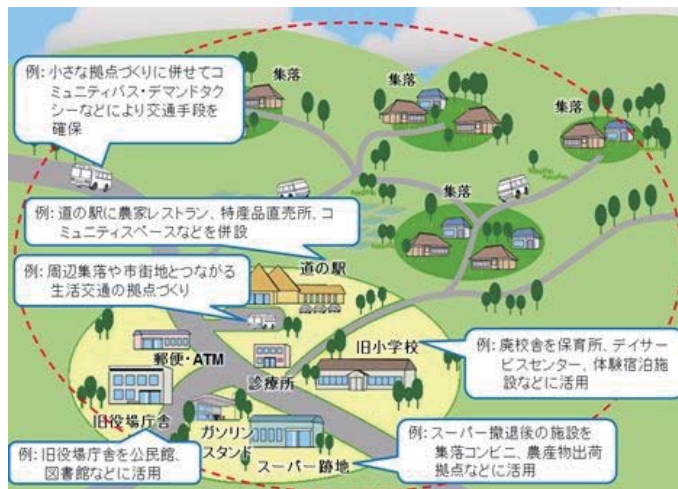 例: 小さな拠点づくりに併せてコ
ミュニティバス・デマンドタク
シーなどにより交通手段を
確保
集落
集落
集落
集落
例: 道の駅に農家レストラン、特産品直売所、コ
ミュニティスペースなどを併設
道の駅
例: 周辺集落や市街地とつながる
生活交通の拠点づくり
郵便・ATM
診療所
旧小学校
例: 廃校舎を保育所、デイサー
ビスセンター、体験宿泊施
設などに活用
旧役場庁舎
ガソリン
スタンド
スーパー跡地
例: 旧役場庁舎を公民館、
図書館などに活用
例: スーパー撤退後の施設を
集落コンビニ、農産物出荷
拠点などに活用